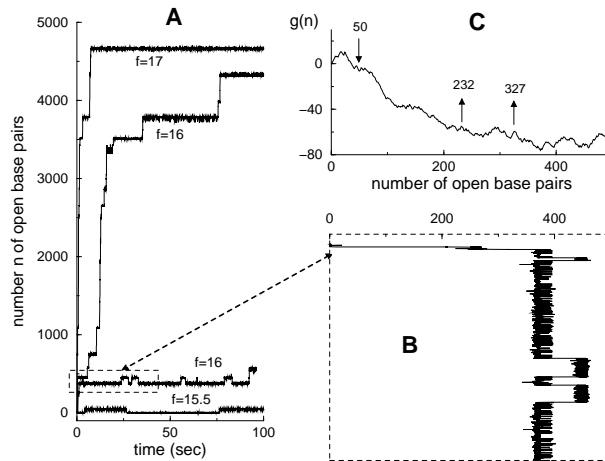 A
number n of open base pairs
5000
4000
3000
2000
1000
0
f=17
f=16
f=16
f=15.5
0 50 100
time (sec)
g(n)
C
50
232
327
0
−40
−80
0 200 400
number of open base pairs
0 200 400
B